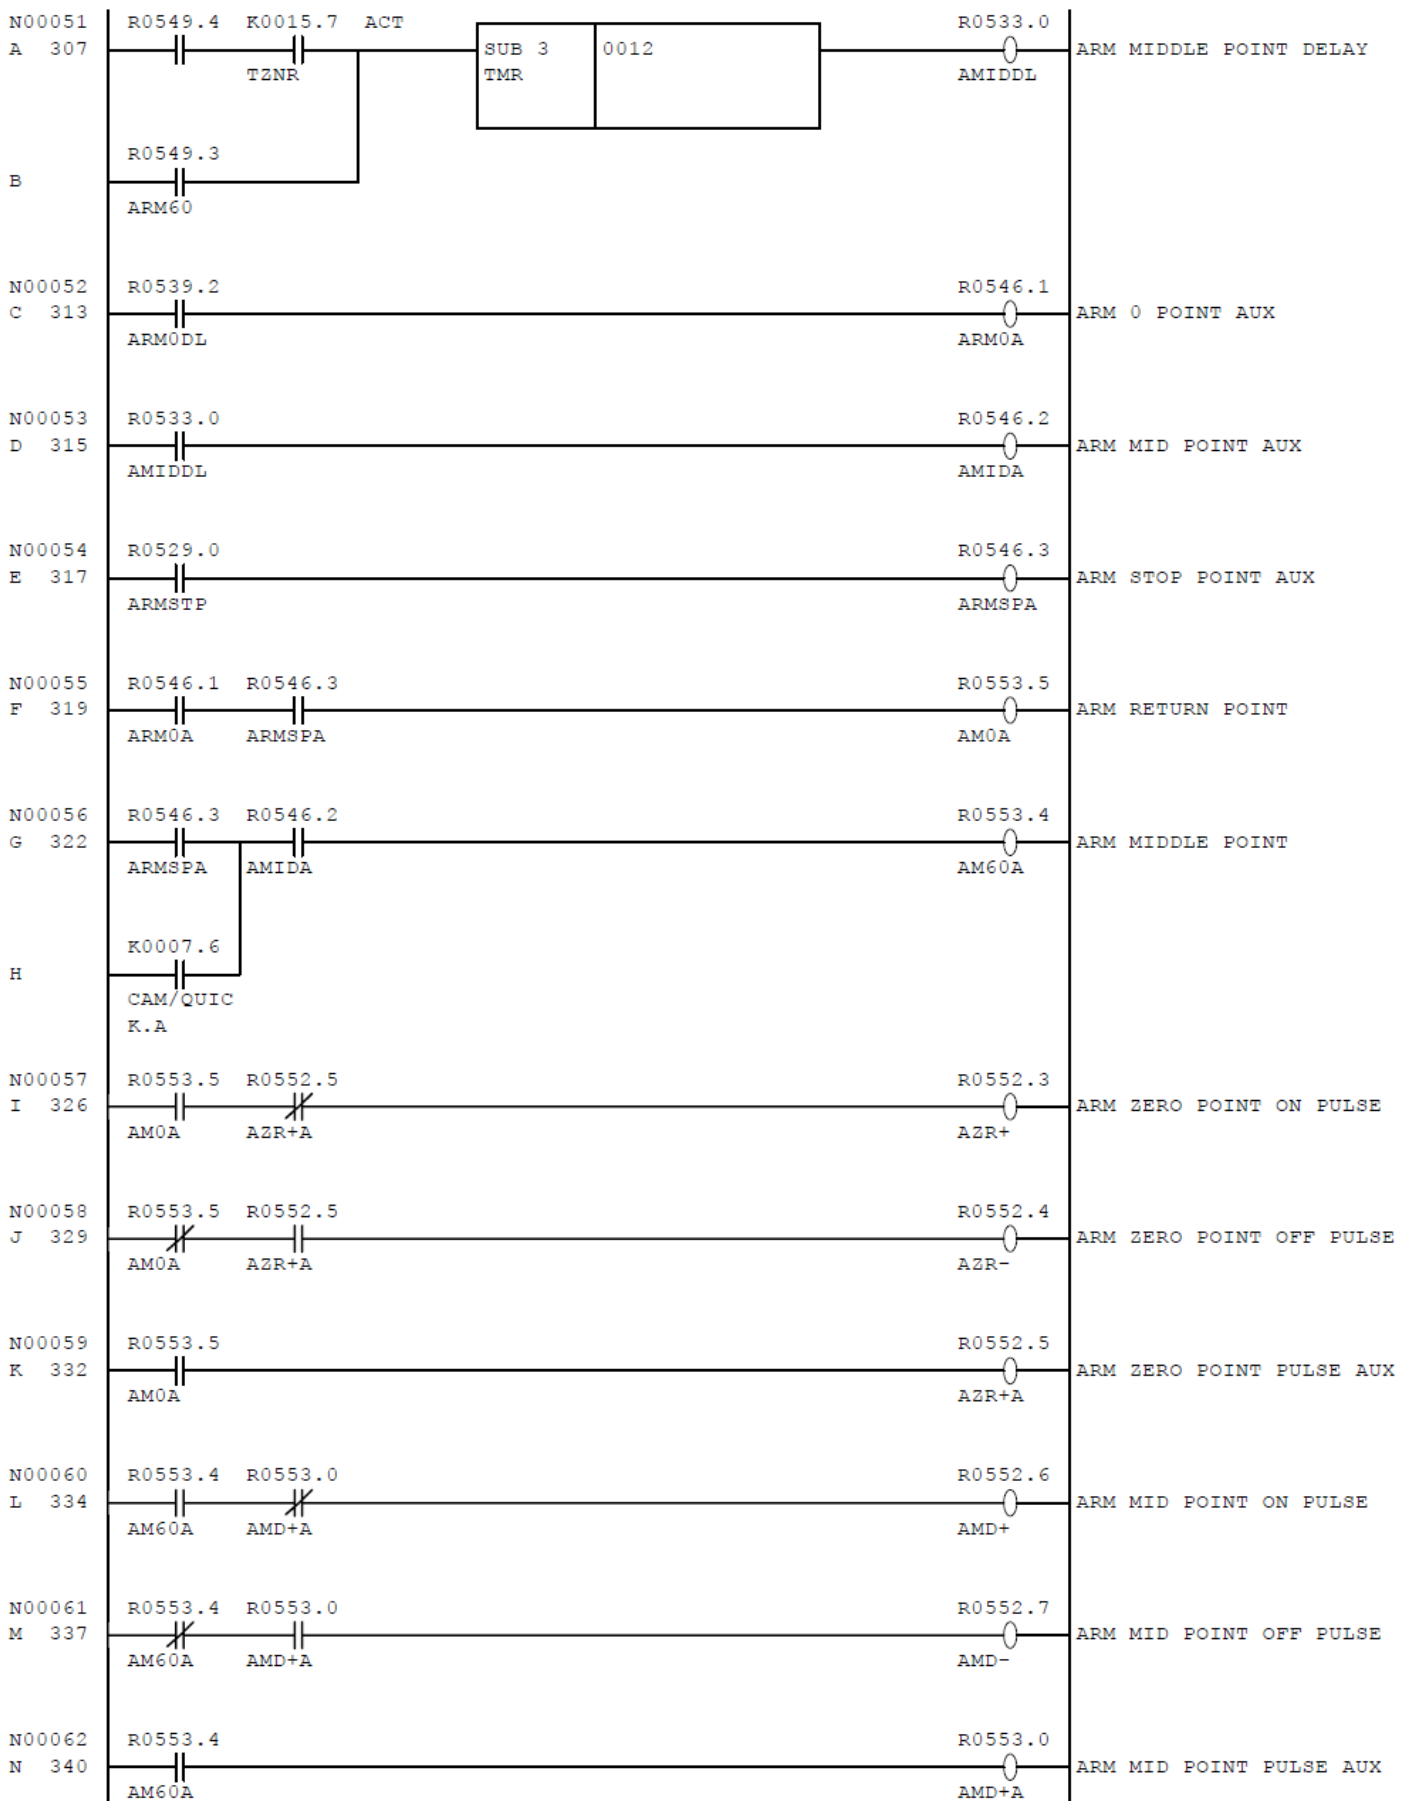 N00051 R0549.4 K0015.7 ACT R0533.0
A 307 SUB 3 0012 ARM MIDDLE POINT DELAY
TZNR TMR AMIDDL
R0549.3
B
ARM60
N00052 R0539.2 R0546.1
C 313 ARM 0 POINT AUX
ARM0DL ARM0A
N00053 R0533.0 R0546.2
D 315 ARM MID POINT AUX
AMIDDL AMIDA
N00054 R0529.0 R0546.3
E 317 ARM STOP POINT AUX
ARMSTP ARMSPA
N00055 R0546.1 R0546.3 R0553.5
F 319 ARM RETURN POINT
ARM0A ARMSPA AM0A
N00056 R0546.3 R0546.2 R0553.4
G 322 ARM MIDDLE POINT
ARMSPA AMIDA AM60A
K0007.6
H
CAM/QUIC
K.A
N00057 R0553.5 R0552.5 R0552.3
I 326 ARM ZERO POINT ON PULSE
AM0A AZR+A AZR+
N00058 R0553.5 R0552.5 R0552.4
J 329 ARM ZERO POINT OFF PULSE
AM0A AZR+A AZR-
N00059 R0553.5 R0552.5
K 332 ARM ZERO POINT PULSE AUX
AM0A AZR+A
N00060 R0553.4 R0553.0 R0552.6
L 334 ARM MID POINT ON PULSE
AM60A AMD+A AMD+
N00061 R0553.4 R0553.0 R0552.7
M 337 ARM MID POINT OFF PULSE
AM60A AMD+A AMD-
N00062 R0553.4 R0553.0
N 340 ARM MID POINT PULSE AUX
AM60A AMD+A